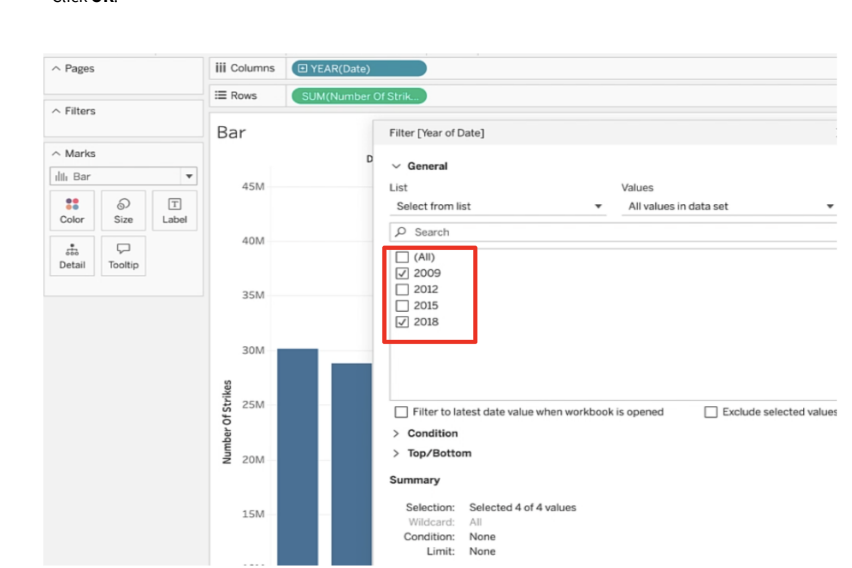 Click OK.
Pages
Columns
YEAR(Date)
Rows
SUM(Number Of Strik...
Filters
Marks
Bar
Color
Size
Label
Detail
Tooltip
Bar
D
45M
40M
35M
30M
25M
20M
15M
Number Of Strikes
Filter [Year of Date]
General
List
Values
Select from list
All values in data set
Search
(All)
2009
2012
2015
2018
Filter to latest date value when workbook is opened
Exclude selected values
Condition
Top/Bottom
Summary
Selection: Selected 4 of 4 values
Wildcard: All
Condition: None
Limit: None